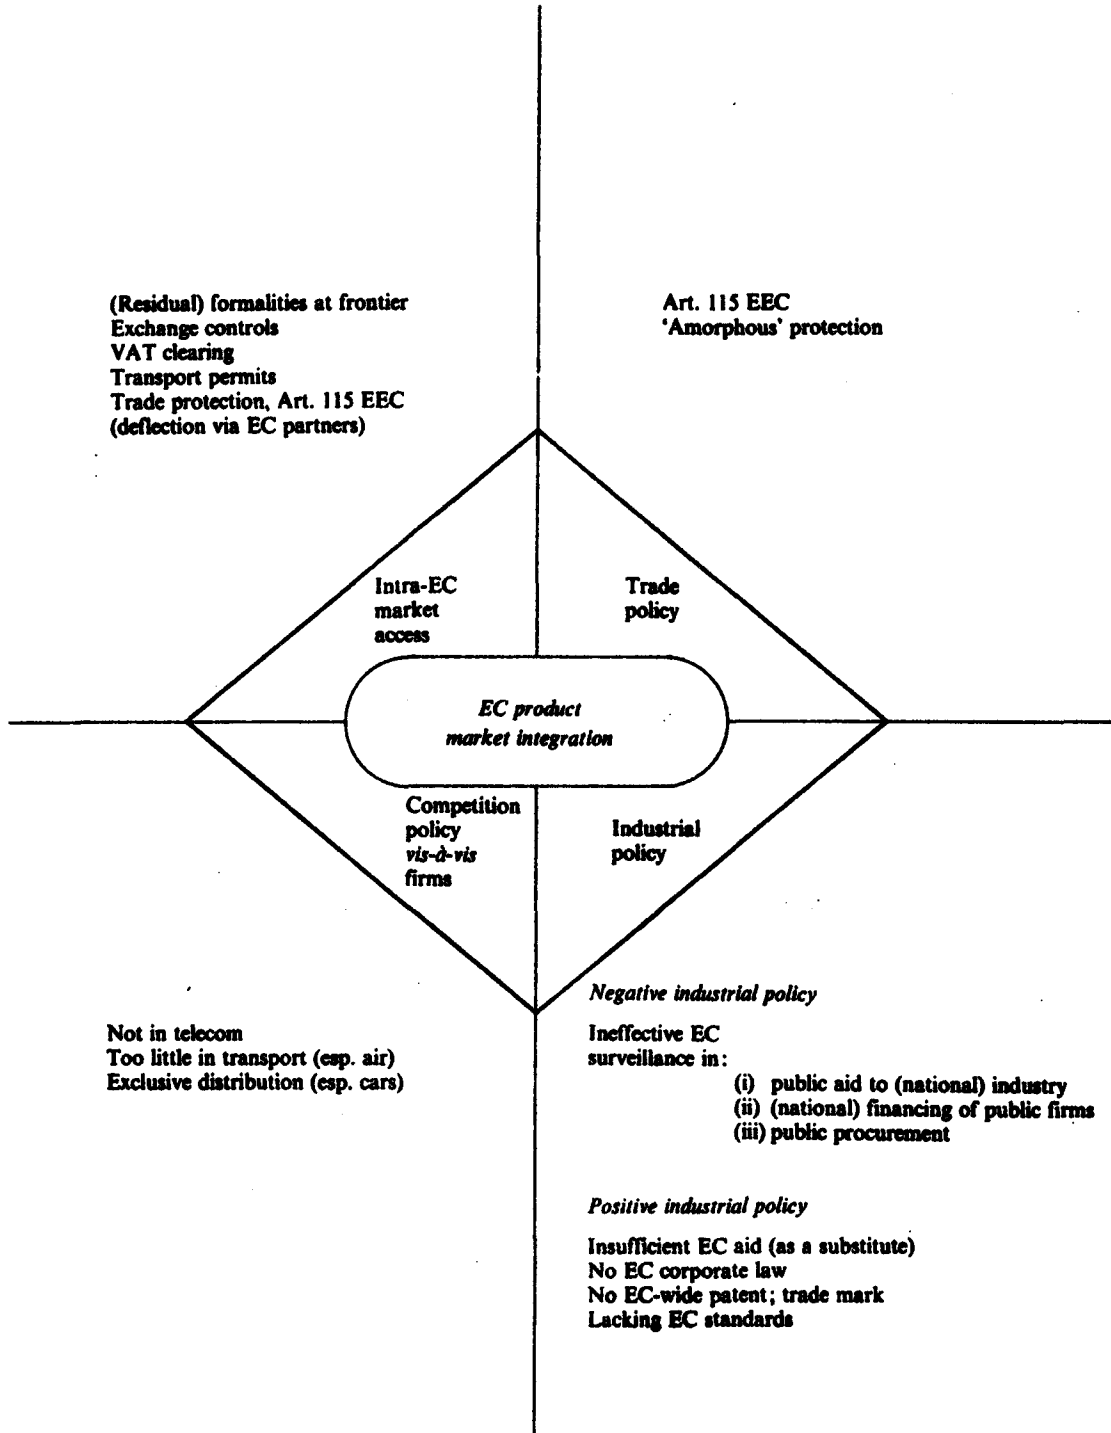 (Residual) formalities at frontier
Exchange controls
VAT clearing
Transport permits
Trade protection, Art. 115 EEC
(deflection via EC partners)
Art. 115 EEC
'Amorphous' protection
Intra-EC
market
access
Trade
policy
EC product
market integration
Competition
policy
vis-à-vis
firms
Industrial
policy
Not in telecom
Too little in transport (esp. air)
Exclusive distribution (esp. cars)
Negative industrial policy
Ineffective EC
surveillance in:
(i) public aid to (national) industry
(ii) (national) financing of public firms
(iii) public procurement
Positive industrial policy
Insufficient EC aid (as a substitute)
No EC corporate law
No EC-wide patent; trade mark
Lacking EC standards